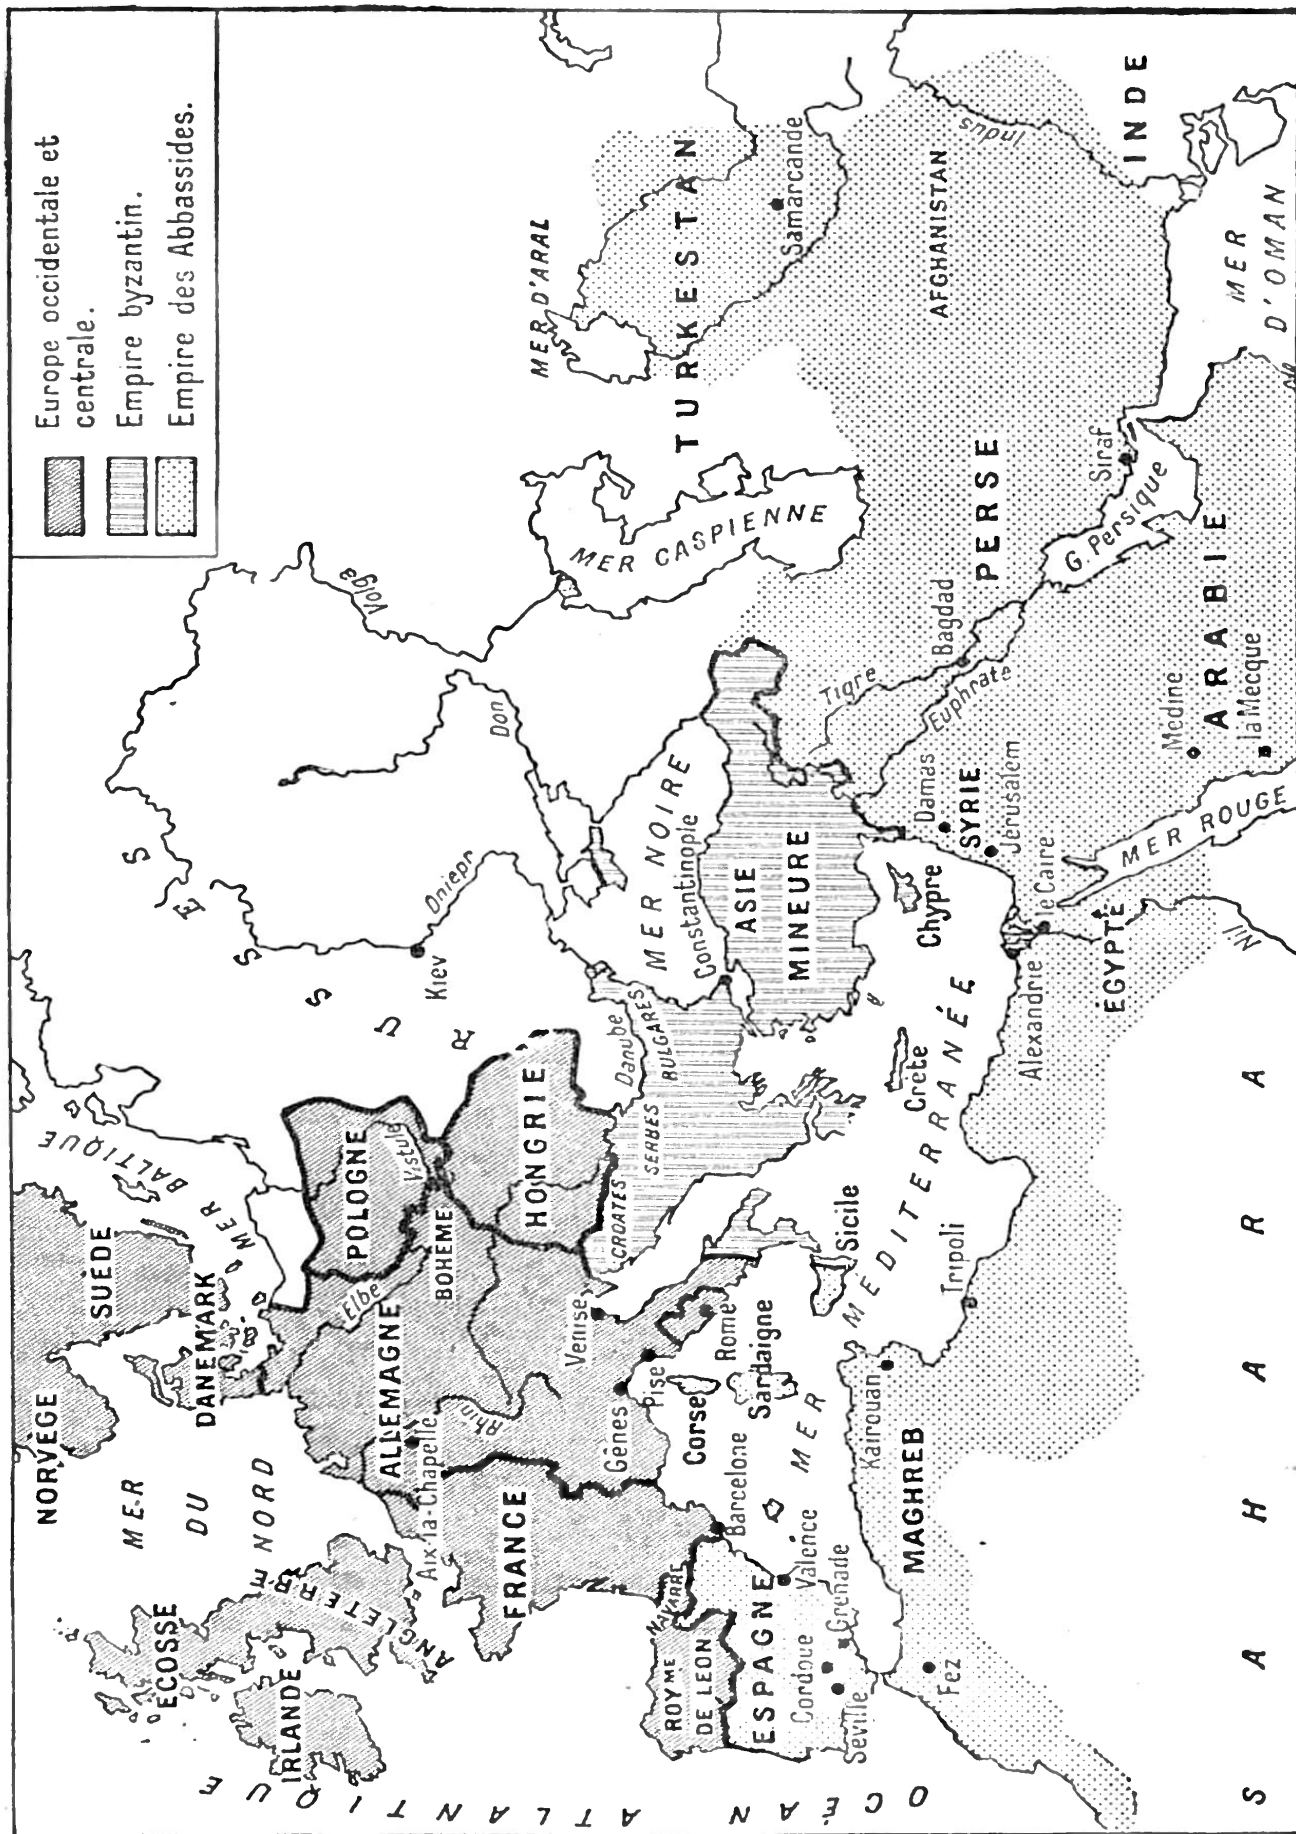 Europe occidentale et
centrale.
Empire byzantin.
Empire des Abbassides.
NORVEGE
SUÈDE
MER BALTIQUE
DANEMARK
MER
DU
NORD
ECOSSE
IRLANDE
ANGLETERRE
OCÉAN ATLANTIQUE
RUSSES
POLOGNE
Vistule
Elbe
ALLEMAGNE
BOHEME
HONGRIE
Aix-la-Chapelle
Rhin
FRANCE
Kiev
Dniepr
Don
Volga
Danube
BULGARES
SERBES
CROATES
Venise
Gênes
Pise
Rome
Corse
Sardaigne
Sicile
NAVARRE
ROYME
DE LEON
ESPAGNE
Barcelone
Valence
Cordoue
Grenade
Séville
MER MEDITERRANÉE
MER NOIRE
Constantinople
ASIE
MINEURE
Chypre
Crète
MER CASPIENNE
MER D'ARAL
TURKESTAN
Samarcande
AFGHANISTAN
Indus
INDE
MER
D'OMAN
PERSE
Siraf
G. Persique
Bagdad
Tigre
Euphrate
Damas
SYRIE
Jérusalem
ARABIE
Médine
la Mecque
MER ROUGE
le Caire
Alexandrie
ÉGYPTE
Nil
Tripoli
Kairouan
MAGHREB
Fez
SAHARA